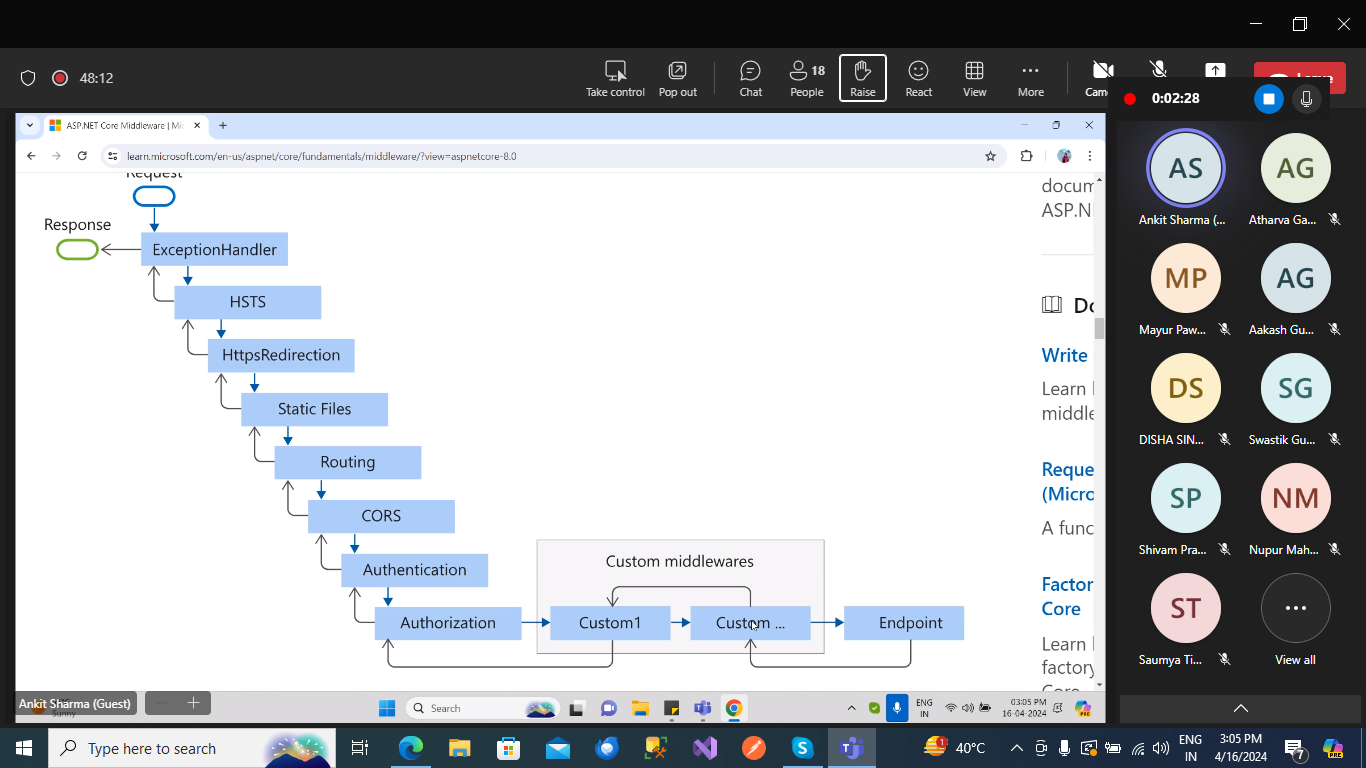 48:12
Take control
Pop out
Chat
18
People
Raise
React
View
More
0:02:28
ASP.NET Core Middleware | Mi
learn.microsoft.com/en-us/aspnet/core/fundamentals/middleware/?view=aspnetcore-8.0
Request
Response
ExceptionHandler
HSTS
HttpsRedirection
Static Files
Routing
CORS
Authentication
Authorization
Custom middlewares
Custom1
Custom ...
Endpoint
docum
ASP.N
Write
Learn
middle
Reque
(Micro
A func
Factor
Core
Learn
factory
AS
Ankit Sharma (...
AG
Atharva Ga...
MP
Mayur Paw...
AG
Aakash Gu...
DS
DISHA SIN...
SG
Swastik Gu...
SP
Shivam Pra...
NM
Nupur Mah...
ST
Saumya Ti...
View all
Ankit Sharma (Guest)
Sunny
Search
ENG
IN
03:05 PM
16-04-2024
PRE
Type here to search
1
40°C
ENG
IN
3:05 PM
4/16/2024
7
PRE